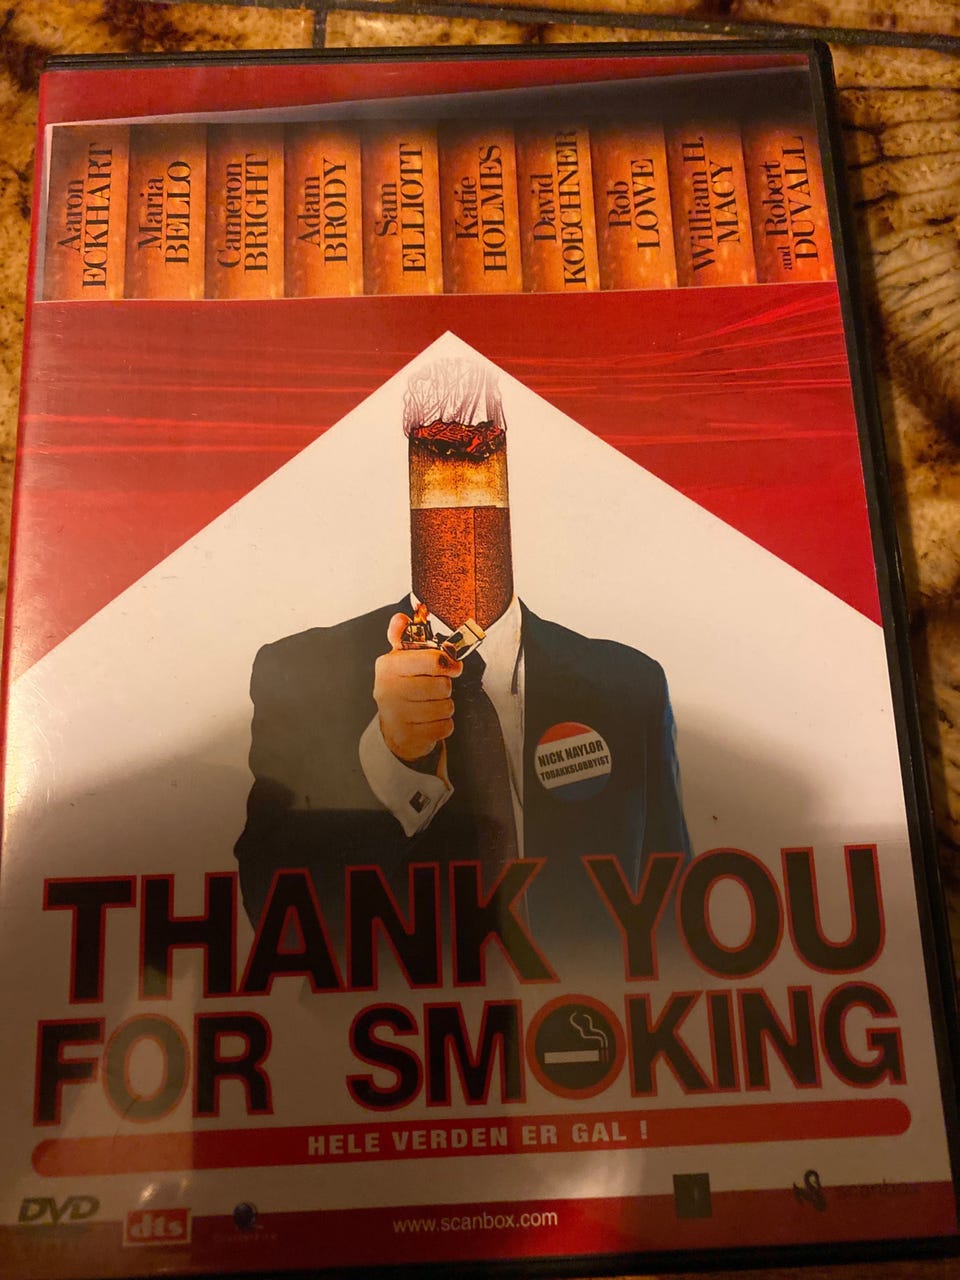 Aaron
ECKHART
Maria
BELLO
Cameron
BRIGHT
Adam
BRODY
Sam
ELLIOTT
Katie
HOLMES
David
KOECHNER
Rob
LOWE
William H.
MACY
and Robert
DUVALL
NICK NAYLOR
TOBAKKSLOBBYIST
THANK YOU
FOR SMOKING
HELE VERDEN ER GAL !
DVD
dts
www.scanbox.com
scanbox